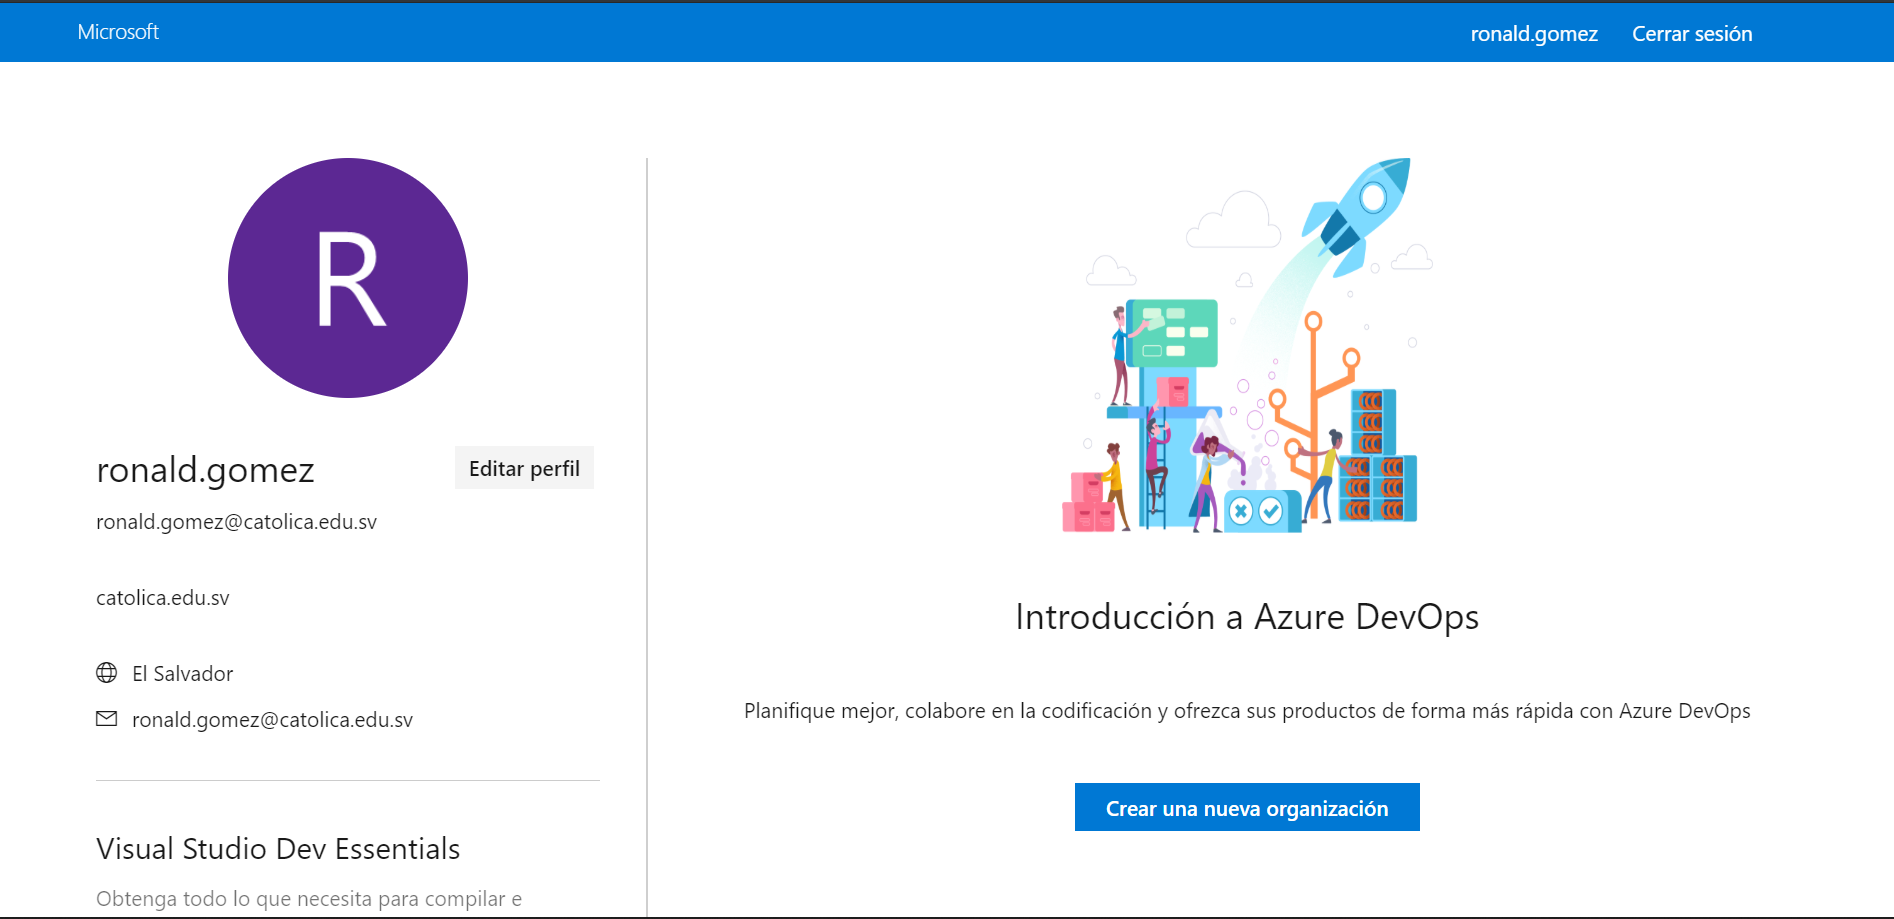 Microsoft
ronald.gomez
Cerrar sesión
R
ronald.gomez
Editar perfil
ronald.gomez@catolica.edu.sv
catolica.edu.sv
El Salvador
ronald.gomez@catolica.edu.sv
Visual Studio Dev Essentials
Obtenga todo lo que necesita para compilar e
Introducción a Azure DevOps
Planifique mejor, colabore en la codificación y ofrezca sus productos de forma más rápida con Azure DevOps
Crear una nueva organización